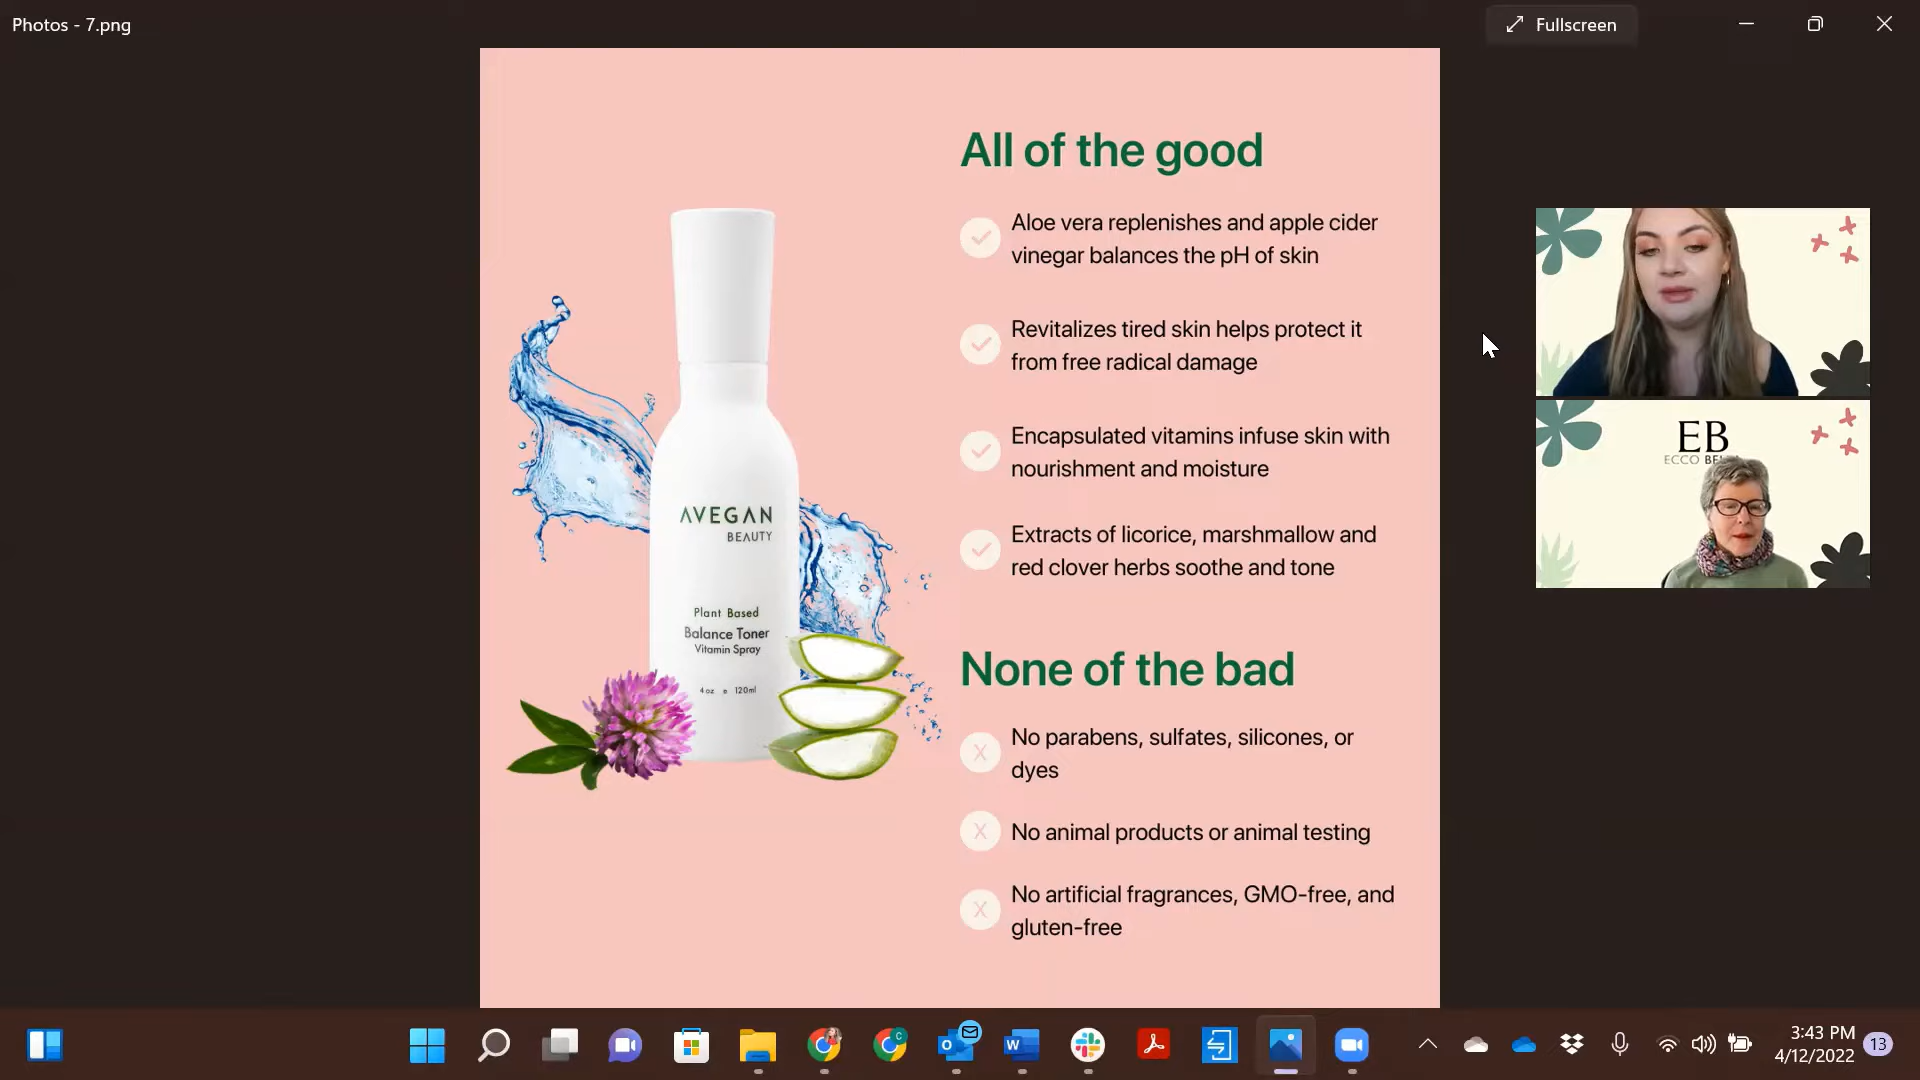 Photos - 7.png
Fullscreen
All of the good
Aloe vera replenishes and apple cider
vinegar balances the pH of skin
Revitalizes tired skin helps protect it
from free radical damage
Encapsulated vitamins infuse skin with
nourishment and moisture
Extracts of licorice, marshmallow and
red clover herbs soothe and tone
None of the bad
X No parabens, sulfates, silicones, or
dyes
X No animal products or animal testing
X No artificial fragrances, GMO-free, and
gluten-free
AVEGAN
BEAUTY
Plant Based
Balance Toner
Vitamin Spray
4 oz 120ml
EB
ECCO
3:43 PM
4/12/2022
13